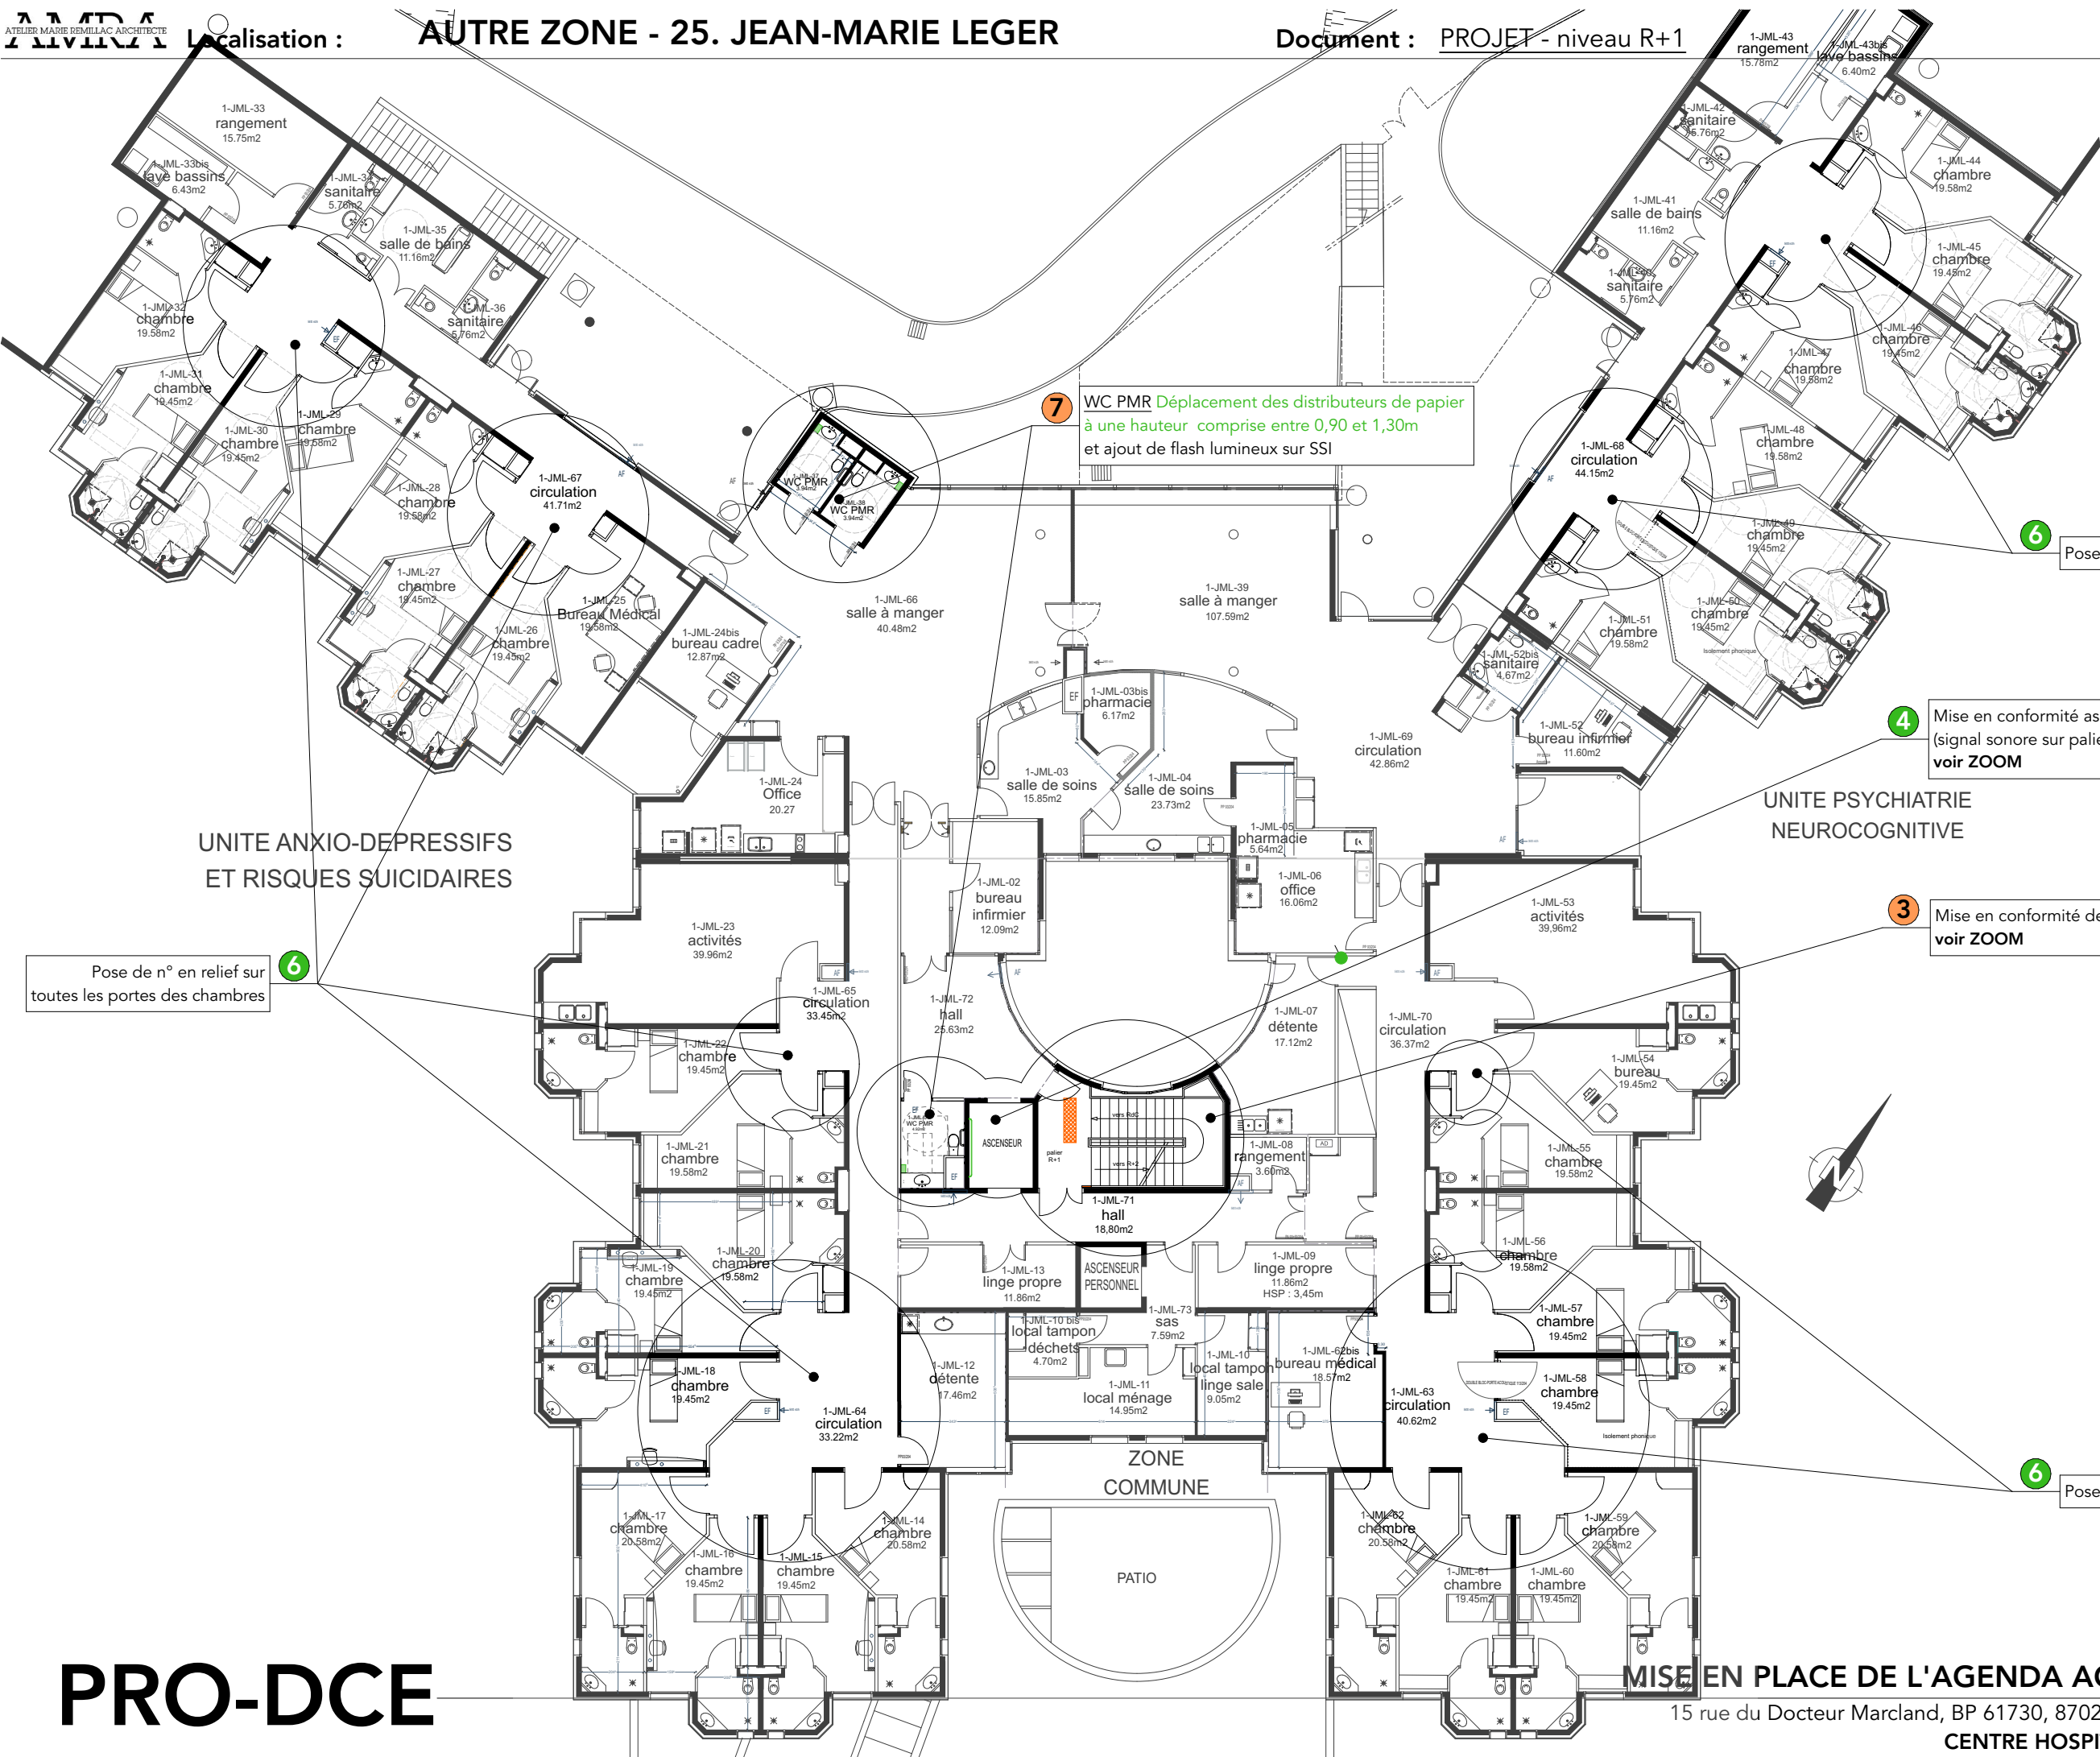 AMRA
ATELIER MARIE REMILLAC ARCHITECTE
Localisation :
AUTRE ZONE - 25. JEAN-MARIE LEGER
Document :
PROJET - niveau R+1
1-JML-33
rangement
15.75m2
1-JML-33bis
lave bassins
6.43m2
1-JML-34
sanitaire
5.76m2
1-JML-35
salle de bains
11.16m2
1-JML-36
sanitaire
5.76m2
1-JML-32
chambre
19.58m2
1-JML-31
chambre
19.45m2
1-JML-30
chambre
19.45m2
1-JML-29
chambre
19.58m2
1-JML-28
chambre
19.58m2
1-JML-67
circulation
41.71m2
1-JML-27
chambre
19.45m2
1-JML-26
chambre
19.45m2
1-JML-25
Bureau Médical
19.58m2
1-JML-24bis
bureau cadre
12.87m2
1-JML-24
Office
20.27
1-JML-43
rangement
15.78m2
1-JML-43bis
lave bassins
6.40m2
1-JML-42
sanitaire
5.76m2
1-JML-41
salle de bains
11.16m2
1-JML-40
sanitaire
5.76m2
1-JML-44
chambre
19.58m2
1-JML-45
chambre
19.45m2
1-JML-46
chambre
19.45m2
1-JML-47
chambre
19.58m2
1-JML-48
chambre
19.58m2
1-JML-68
circulation
44.15m2
1-JML-49
chambre
19.45m2
1-JML-50
chambre
19.45m2
Isolement phonique
1-JML-51
chambre
19.58m2
1-JML-52bis
sanitaire
4.67m2
1-JML-52
bureau infirmier
11.60m2
7
WC PMR Déplacement des distributeurs de papier
à une hauteur comprise entre 0,90 et 1,30m
et ajout de flash lumineux sur SSI
1-JML-37
WC PMR
3.94m2
1-JML-38
WC PMR
3.94m2
1-JML-66
salle à manger
40.48m2
1-JML-39
salle à manger
107.59m2
1-JML-03bis
pharmacie
6.17m2
1-JML-03
salle de soins
15.85m2
1-JML-04
salle de soins
23.73m2
1-JML-05
pharmacie
5.64m2
1-JML-06
office
16.06m2
1-JML-69
circulation
42.86m2
6
Pose
4
Mise en conformité as
(signal sonore sur palie
voir ZOOM
UNITE PSYCHIATRIE
NEUROCOGNITIVE
3
Mise en conformité de
voir ZOOM
UNITE ANXIO-DEPRESSIFS
ET RISQUES SUICIDAIRES
6
Pose de n° en relief sur
toutes les portes des chambres
1-JML-02
bureau
infirmier
12.09m2
1-JML-23
activités
39.96m2
1-JML-65
circulation
33.45m2
1-JML-72
hall
25.63m2
1-JML-07
détente
17.12m2
1-JML-70
circulation
36.37m2
1-JML-53
activités
39,96m2
1-JML-54
bureau
19.45m2
1-JML-22
chambre
19.45m2
1-JML-21
chambre
19.58m2
WC PMR
ASCENSEUR
palier
R+1
vers RdC
vers R+2
1-JML-08
rangement
3.60m2
AD
AF
EF
1-JML-55
chambre
19.58m2
1-JML-71
hall
18,80m2
1-JML-20
chambre
19.58m2
1-JML-19
chambre
19.45m2
1-JML-13
linge propre
11.86m2
ASCENSEUR
PERSONNEL
1-JML-09
linge propre
11.86m2
HSP : 3,45m
1-JML-56
chambre
19.58m2
1-JML-57
chambre
19.45m2
1-JML-73
sas
7.59m2
1-JML-10 bis
local tampon
déchets
4.70m2
1-JML-10
local tampon
linge sale
9.05m2
1-JML-62bis
bureau médical
18.57m2
1-JML-11
local ménage
14.95m2
1-JML-12
détente
17.46m2
1-JML-18
chambre
19.45m2
1-JML-64
circulation
33.22m2
1-JML-63
circulation
40.62m2
1-JML-58
chambre
19.45m2
Isolement phonique
ZONE
COMMUNE
PATIO
6
Pose
1-JML-17
chambre
20.58m2
1-JML-16
chambre
19.45m2
1-JML-15
chambre
19.45m2
1-JML-14
chambre
20.58m2
1-JML-62
chambre
20.58m2
1-JML-61
chambre
19.45m2
1-JML-60
chambre
19.45m2
1-JML-59
chambre
20.58m2
PRO-DCE
MISE EN PLACE DE L'AGENDA AC
15 rue du Docteur Marcland, BP 61730, 8702
CENTRE HOSPI